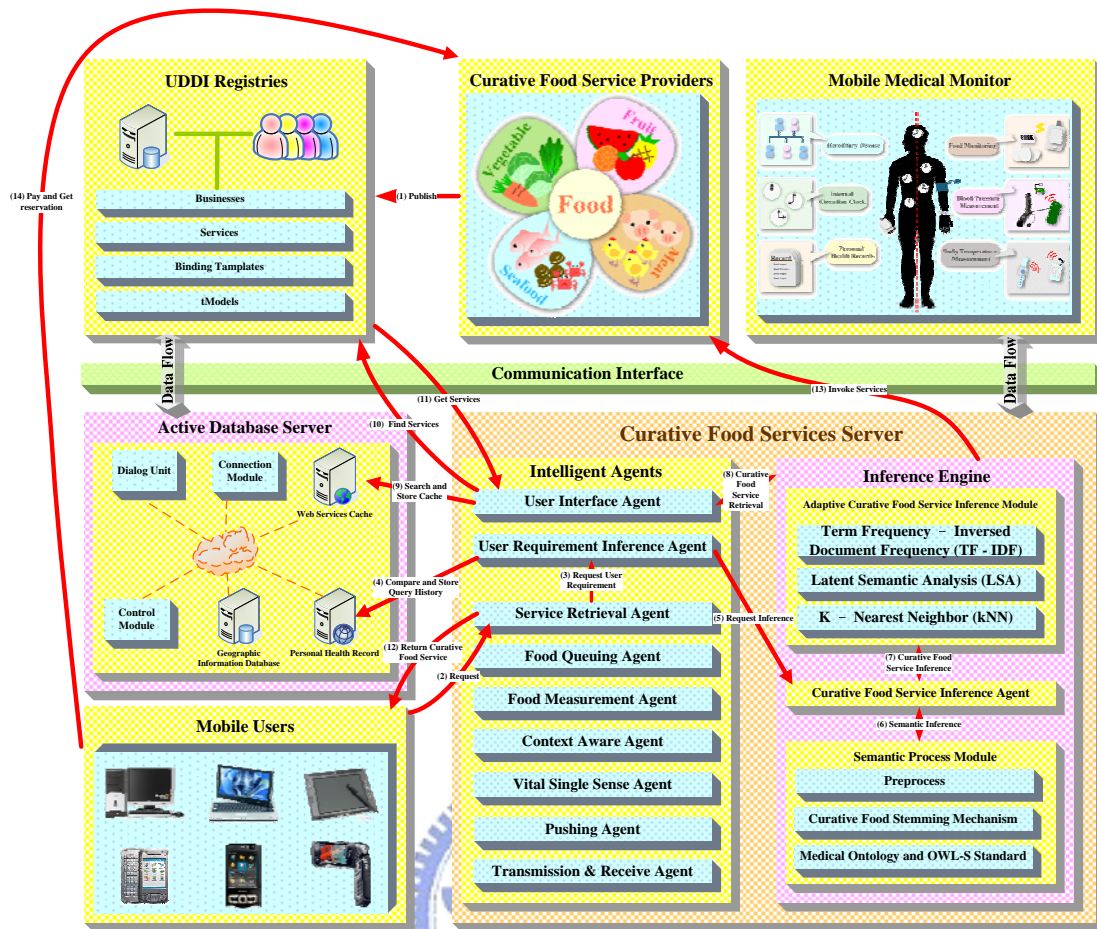 UDDI Registries
Businesses
Services
Binding Tamplates
tModels
Curative Food Service Providers
Vegetable
Fruit
Food
Seafood
Meat
Mobile Medical Monitor
Hereditary Disease
Food Monitoring
Internal
Circadian Clock
Blood Pressure
Measurement
Record
Personal
Health Records
Body Temperature
Measurement
(14) Pay and Get
reservation
(1) Publish
Data Flow
Communication Interface
Data Flow
(11) Get Services
(13) Invoke Services
(10) Find Services
Active Database Server
Dialog Unit
Connection
Module
Web Services Cache
Control
Module
Geographic
Information Database
Personal Health Record
(9) Search and
Store Cache
(4) Compare and Store
Query History
(12) Return Curative
Food Service
(2) Request
Mobile Users
Curative Food Services Server
Intelligent Agents
User Interface Agent
User Requirement Inference Agent
(3) Request User
Requirement
Service Retrieval Agent
Food Queuing Agent
Food Measurement Agent
Context Aware Agent
Vital Single Sense Agent
Pushing Agent
Transmission & Receive Agent
(8) Curative
Food
Service
Retrieval
(5) Request Inference
Inference Engine
Adaptive Curative Food Service Inference Module
Term Frequency – Inversed
Document Frequency (TF - IDF)
Latent Semantic Analysis (LSA)
K – Nearest Neighbor (kNN)
(7) Curative Food
Service Inference
Curative Food Service Inference Agent
(6) Semantic Inference
Semantic Process Module
Preprocess
Curative Food Stemming Mechanism
Medical Ontology and OWL-S Standard